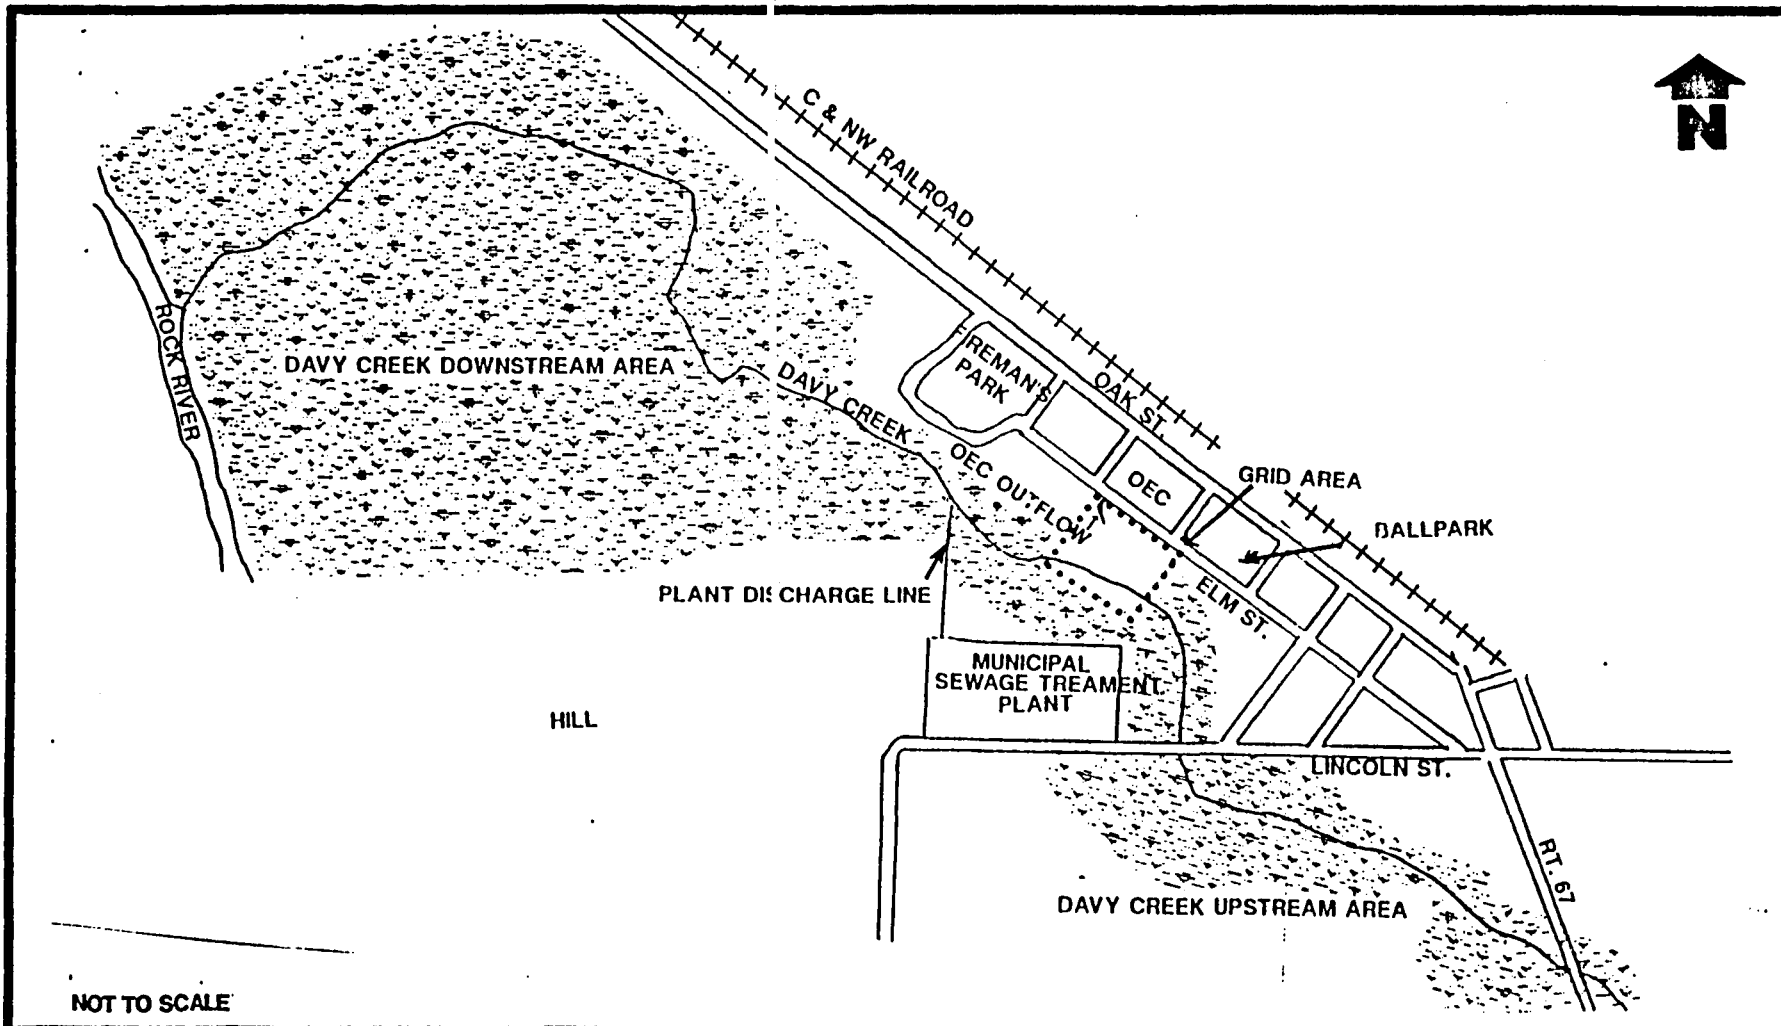 N
C & NW RAILROAD
ROCK RIVER
DAVY CREEK DOWNSTREAM AREA
DAVY CREEK
FIREMAN'S
PARK
OAK ST.
OEC OUTFLOW
OEC
GRID AREA
BALLPARK
PLANT DISCHARGE LINE
ELM ST.
MUNICIPAL
SEWAGE TREAMENT
PLANT
HILL
LINCOLN ST.
RT. 67
DAVY CREEK UPSTREAM AREA
NOT TO SCALE